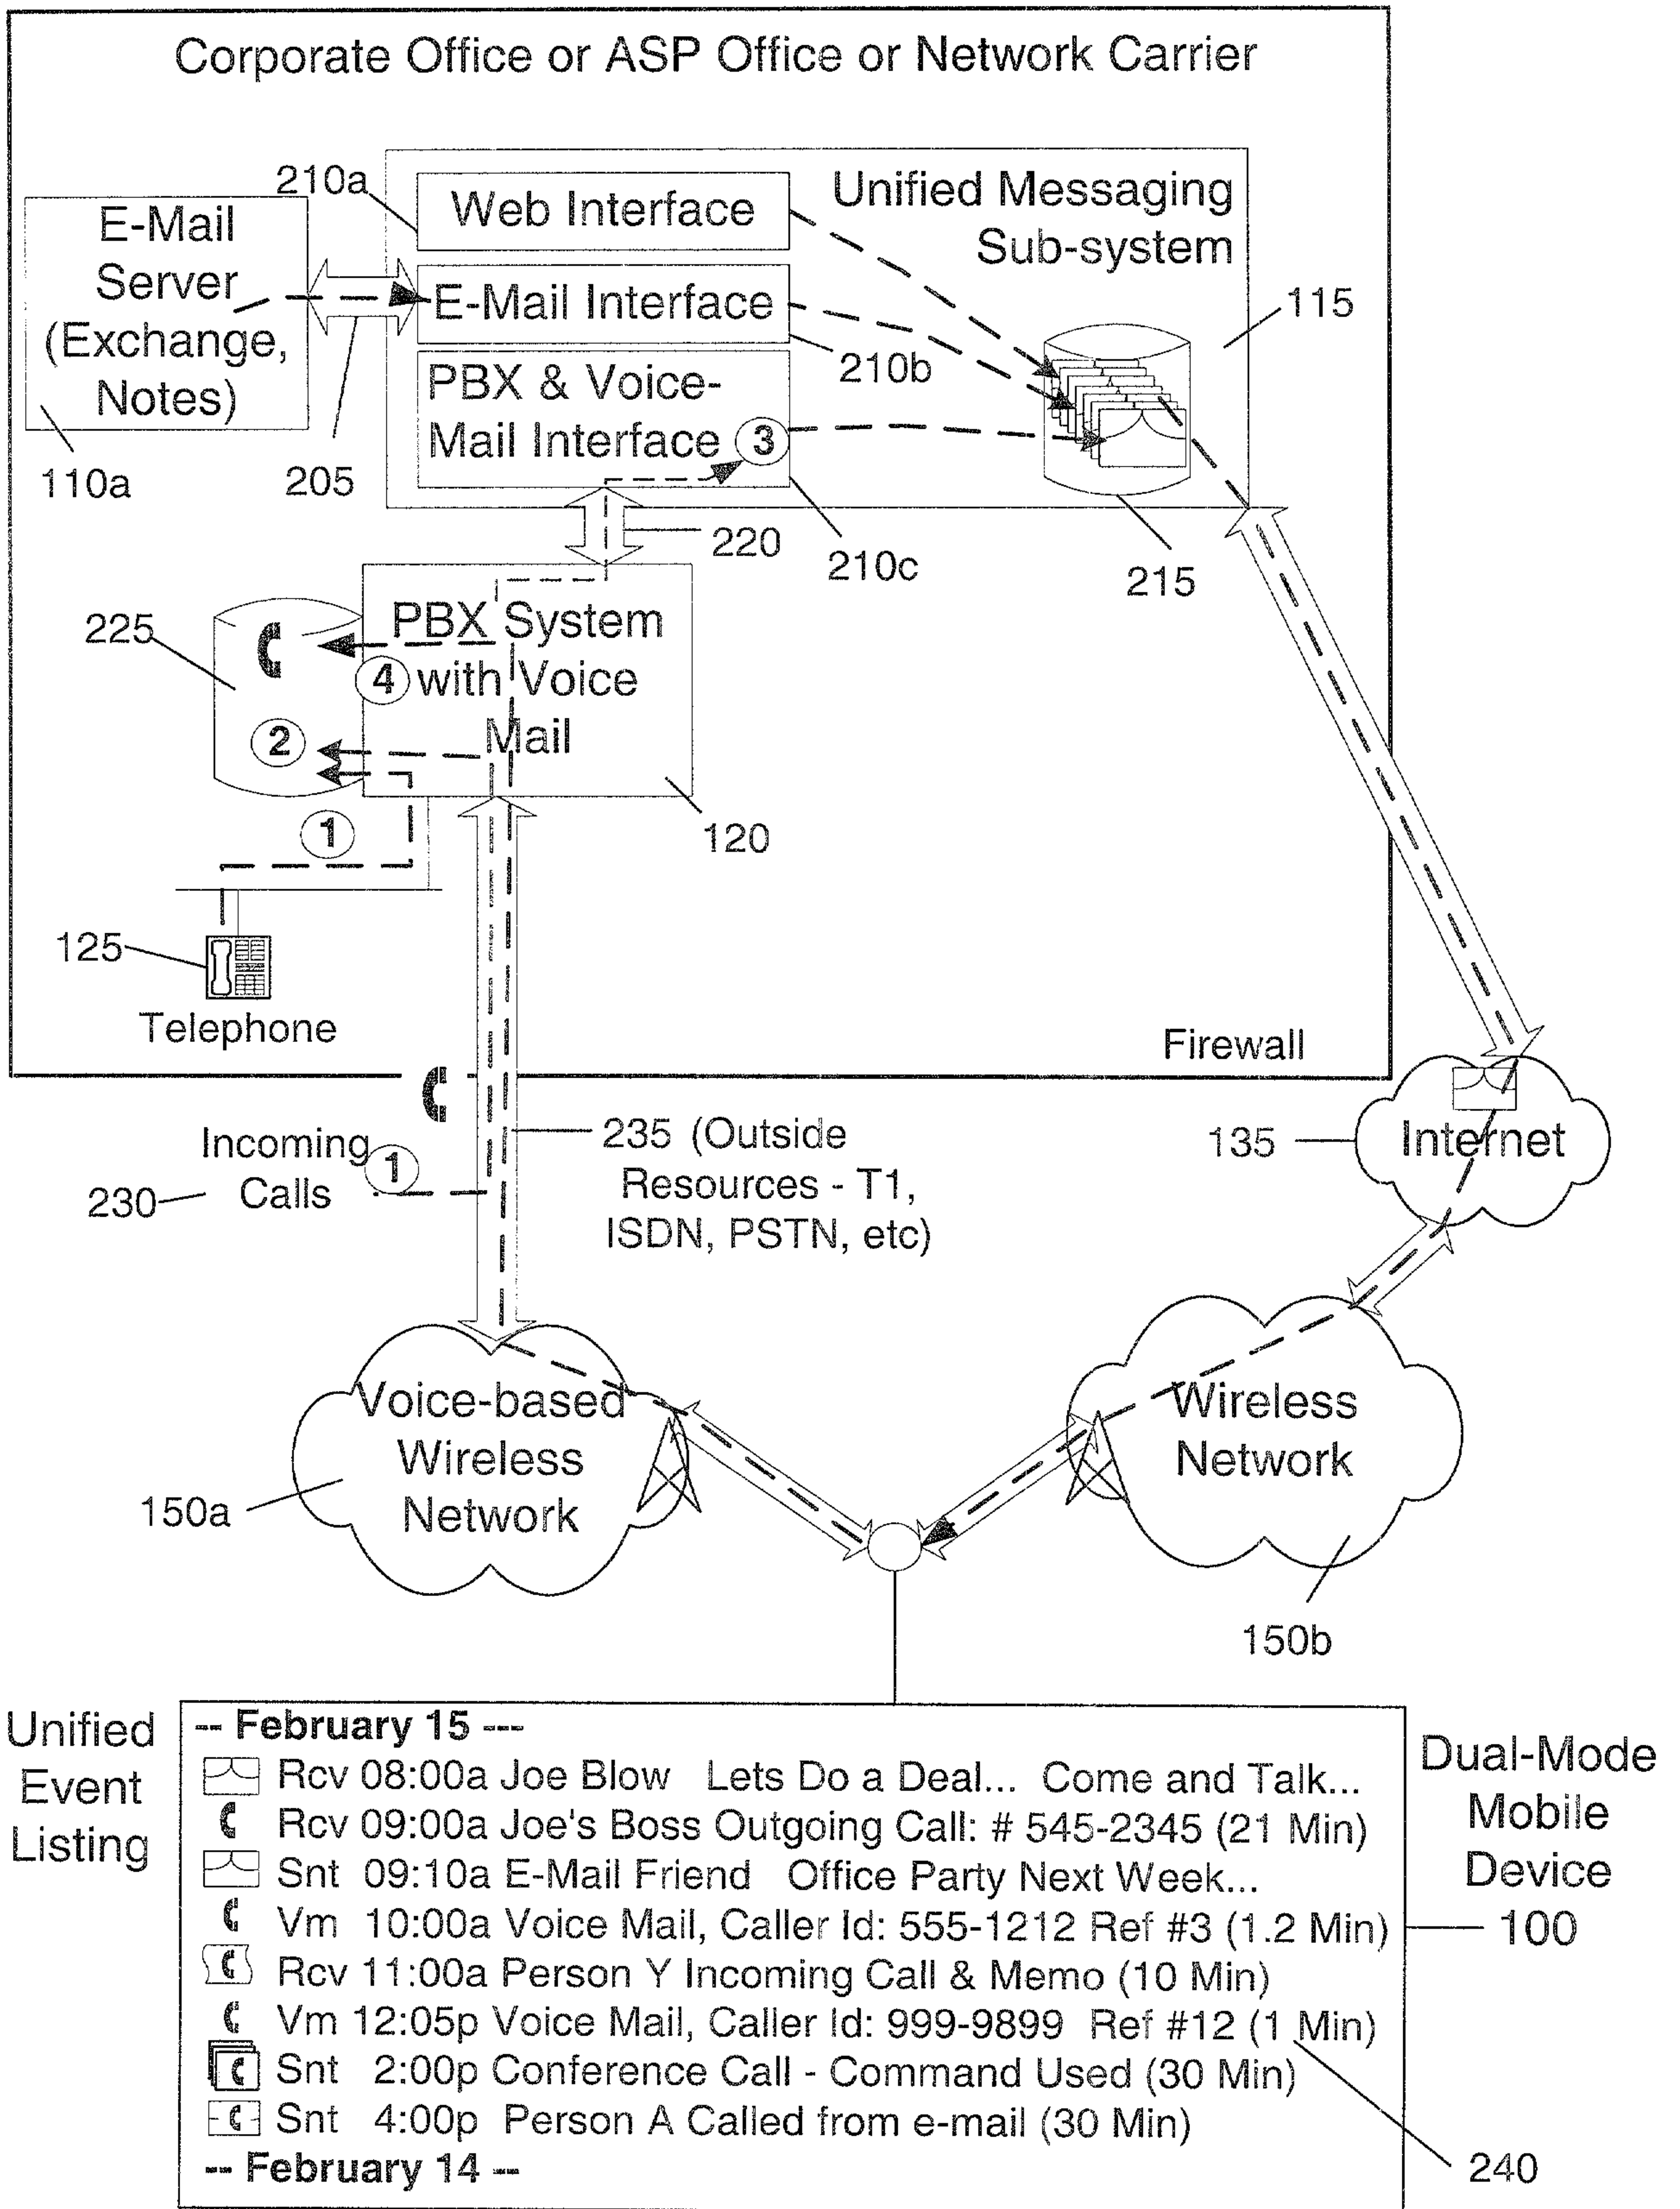 Corporate Office or ASP Office or Network Carrier
210a
Web Interface
Unified Messaging
Sub-system
E-Mail
Server
(Exchange,
Notes)
E-Mail Interface
115
210b
PBX & Voice-
Mail Interface
3
110a
205
220
210c
215
225
PBX System
with Voice
Mail
4
2
1
120
125
Telephone
Firewall
Incoming
Calls
1
230
235 (Outside
Resources - T1,
ISDN, PSTN, etc)
135
Internet
Voice-based
Wireless
Network
150a
Wireless
Network
150b
Unified
Event
Listing
-- February 15 ---
Rcv 08:00a Joe Blow Lets Do a Deal... Come and Talk...
Rcv 09:00a Joe's Boss Outgoing Call: # 545-2345 (21 Min)
Snt 09:10a E-Mail Friend Office Party Next Week...
Vm 10:00a Voice Mail, Caller Id: 555-1212 Ref #3 (1.2 Min)
Rcv 11:00a Person Y Incoming Call & Memo (10 Min)
Vm 12:05p Voice Mail, Caller Id: 999-9899 Ref #12 (1 Min)
Snt 2:00p Conference Call - Command Used (30 Min)
Snt 4:00p Person A Called from e-mail (30 Min)
-- February 14 --
Dual-Mode
Mobile
Device
100
240